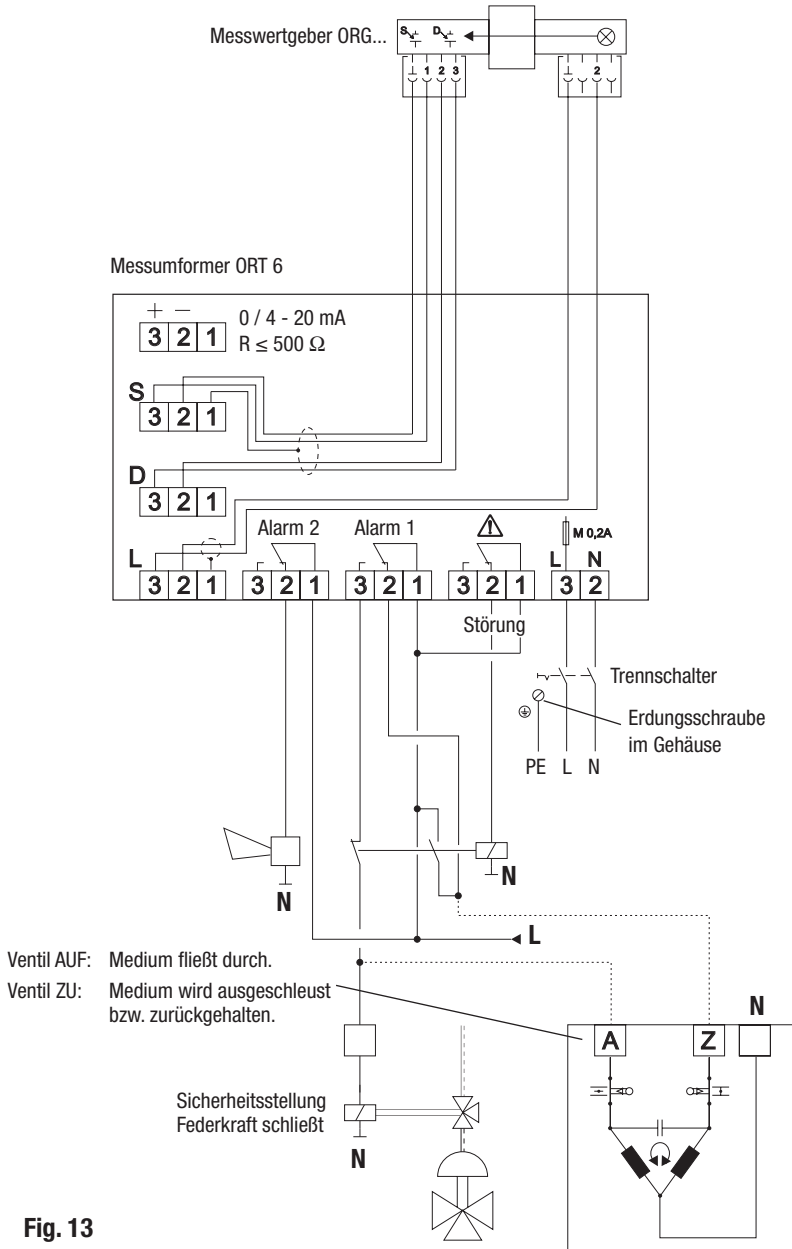 Messwertgeber ORG...
S D
1 2 3
2
Messumformer ORT 6
+ −
3 2 1
0 / 4 - 20 mA
R ≤ 500 Ω
S
3 2 1
D
3 2 1
Alarm 2
Alarm 1
M 0,2A
L
L N
3 2 1
3 2 1
3 2 1
3 2 1
3 2
Störung
Trennschalter
Erdungsschraube
im Gehäuse
PE L N
N
N
L
Ventil AUF: Medium fließt durch.
Ventil ZU: Medium wird ausgeschleust
bzw. zurückgehalten.
N
A
Z
Sicherheitsstellung
Federkraft schließt
N
Fig. 13